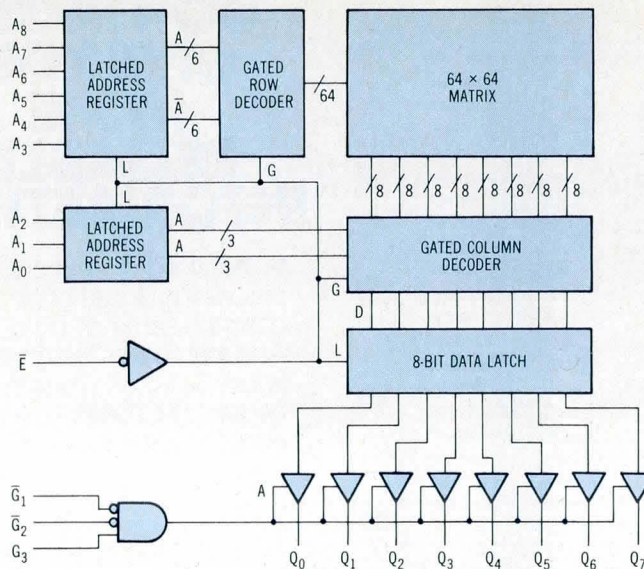 A8
A7
A6
A5
A4
A3
LATCHED
ADDRESS
REGISTER
A
6
A̅
6
GATED
ROW
DECODER
64
64 × 64
MATRIX
L
G
L
8 8 8 8 8 8 8 8
A2
A1
A0
LATCHED
ADDRESS
REGISTER
A
3
A
3
GATED COLUMN
DECODER
G
D
E̅
L
8-BIT DATA LATCH
G̅1
G̅2
G3
A
Q0 Q1 Q2 Q3 Q4 Q5 Q6 Q7